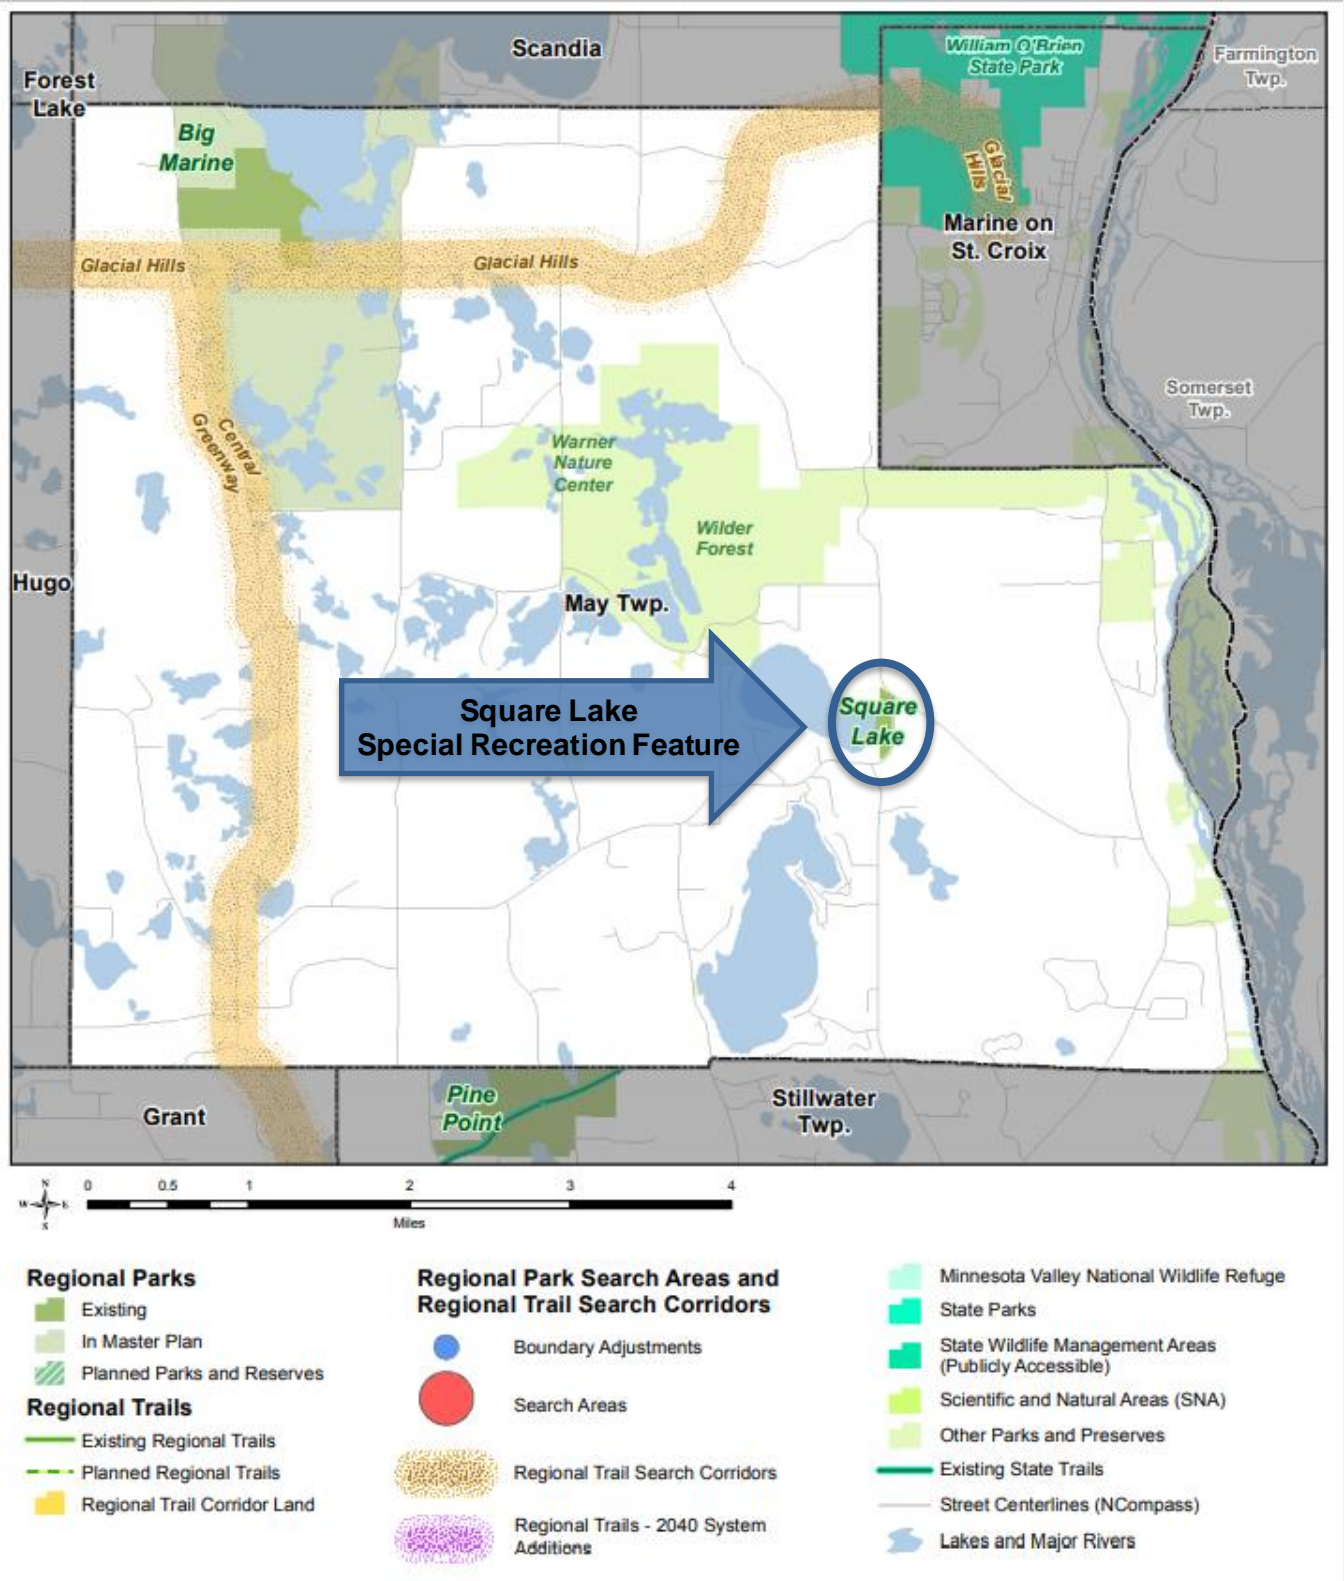 Scandia
Forest
Lake
William O'Brien
State Park
Farmington
Twp.
Big
Marine
Glacial
Hills
Marine on
St. Croix
Glacial Hills
Glacial Hills
Somerset
Twp.
Central
Greenway
Warner
Nature
Center
Wilder
Forest
Hugo
May Twp.
Square Lake
Special Recreation Feature
Square
Lake
Pine
Point
Grant
Stillwater
Twp.
N
W E
S
0 0.5 1 2 3 4
Miles
Regional Parks
Existing
In Master Plan
Planned Parks and Reserves
Regional Trails
Existing Regional Trails
Planned Regional Trails
Regional Trail Corridor Land
Regional Park Search Areas and
Regional Trail Search Corridors
Boundary Adjustments
Search Areas
Regional Trail Search Corridors
Regional Trails - 2040 System
Additions
Minnesota Valley National Wildlife Refuge
State Parks
State Wildlife Management Areas
(Publicly Accessible)
Scientific and Natural Areas (SNA)
Other Parks and Preserves
Existing State Trails
Street Centerlines (NCompass)
Lakes and Major Rivers